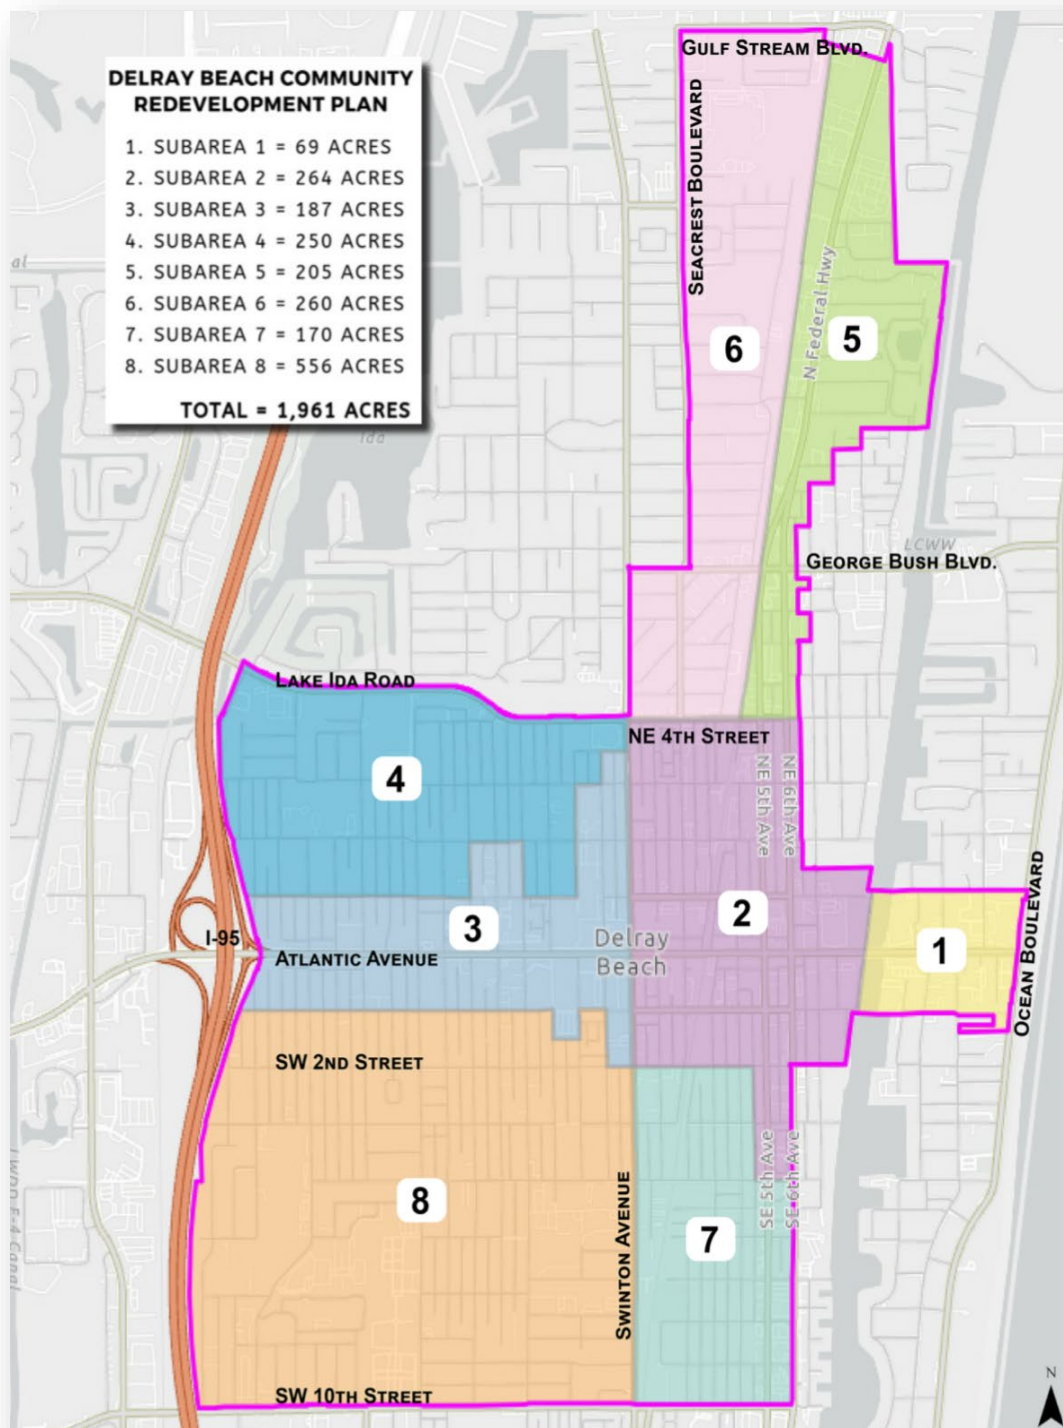 DELRAY BEACH COMMUNITY
REDEVELOPMENT PLAN
1. SUBAREA 1 = 69 ACRES
2. SUBAREA 2 = 264 ACRES
3. SUBAREA 3 = 187 ACRES
4. SUBAREA 4 = 250 ACRES
5. SUBAREA 5 = 205 ACRES
6. SUBAREA 6 = 260 ACRES
7. SUBAREA 7 = 170 ACRES
8. SUBAREA 8 = 556 ACRES
TOTAL = 1,961 ACRES
GULF STREAM BLVD.
SEACREST BOULEVARD
al
N Federal Hwy
6
5
Ida
LCWW
GEORGE BUSH BLVD.
LAKE IDA ROAD
NE 4TH STREET
4
NE 5th Ave
NE 6th Ave
2
3
I-95
Delray
Beach
1
OCEAN BOULEVARD
ATLANTIC AVENUE
SW 2ND STREET
LWDD E-4 Canal
8
SWINTON AVENUE
7
SE 5th Ave
SE 6th Ave
SW 10TH STREET
N